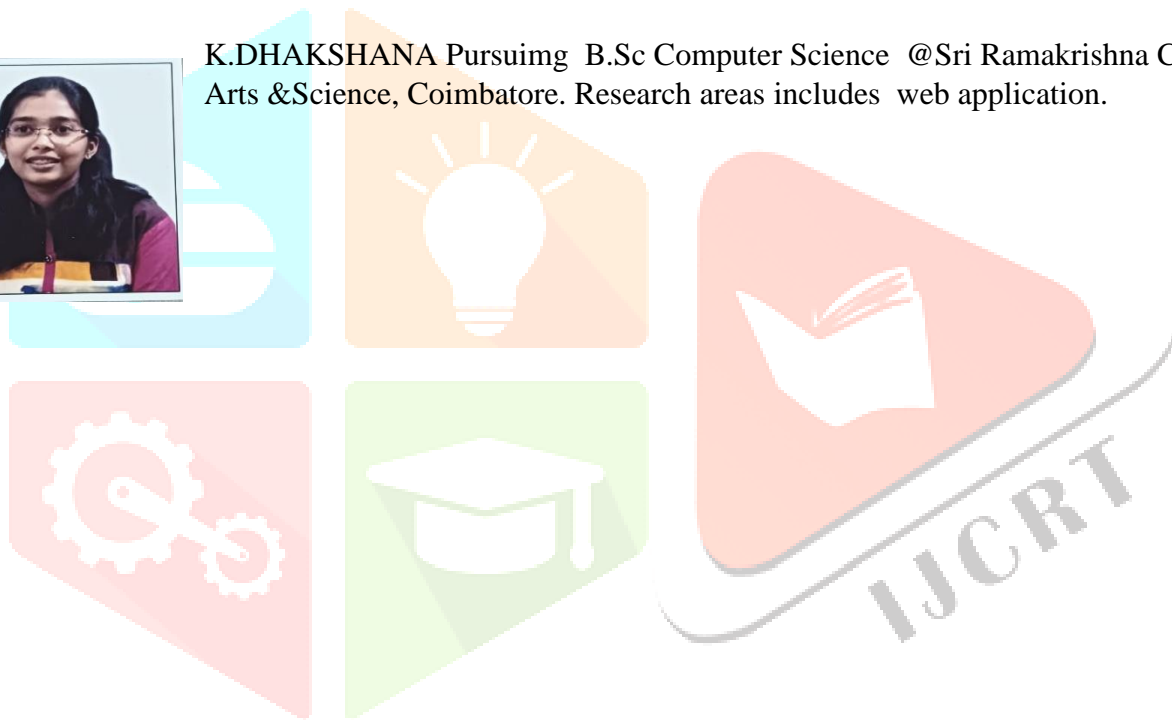 K.DHAKSHANA Pursuimg B.Sc Computer Science @Sri Ramakrishna C
Arts &Science, Coimbatore. Research areas includes web application.
IJCRT